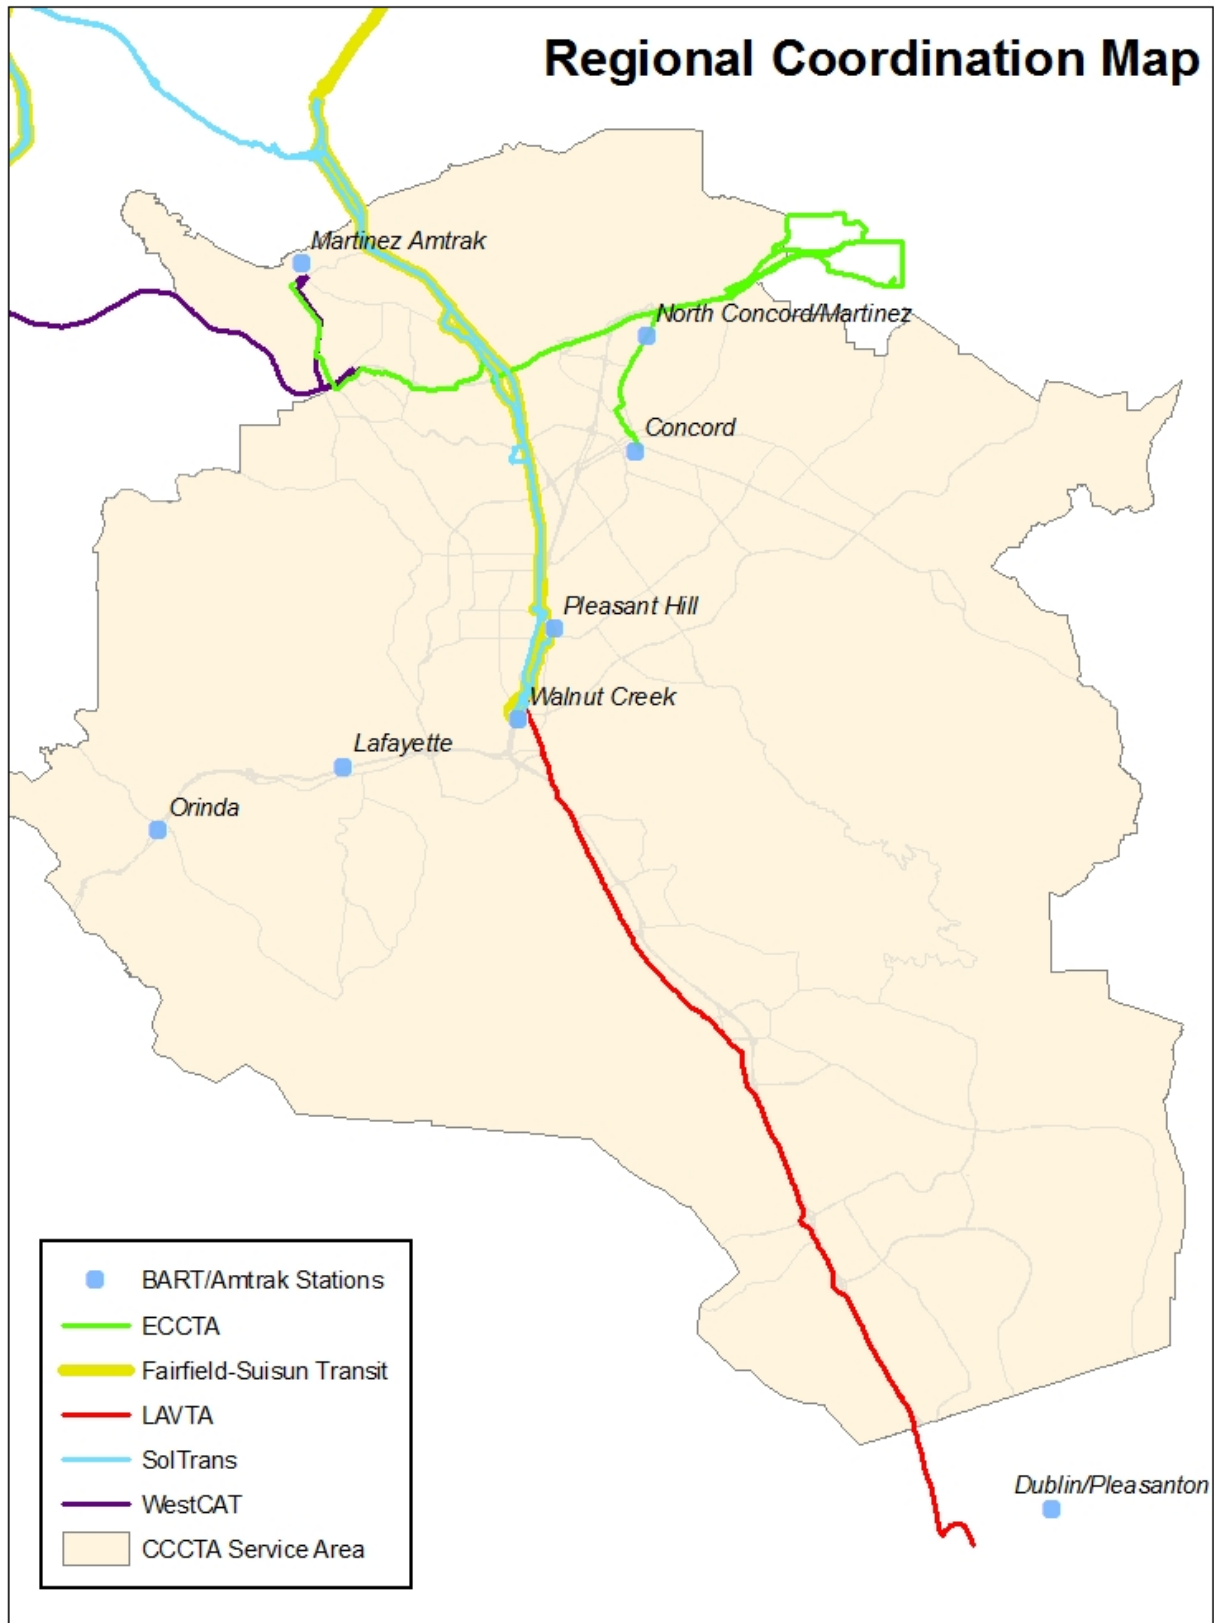 Regional Coordination Map
Martinez Amtrak
North Concord/Martinez
Concord
Pleasant Hill
Walnut Creek
Lafayette
Orinda
BART/Amtrak Stations
ECCTA
Fairfield-Suisun Transit
LAVTA
SolTrans
WestCAT
CCCTA Service Area
Dublin/Pleasanton